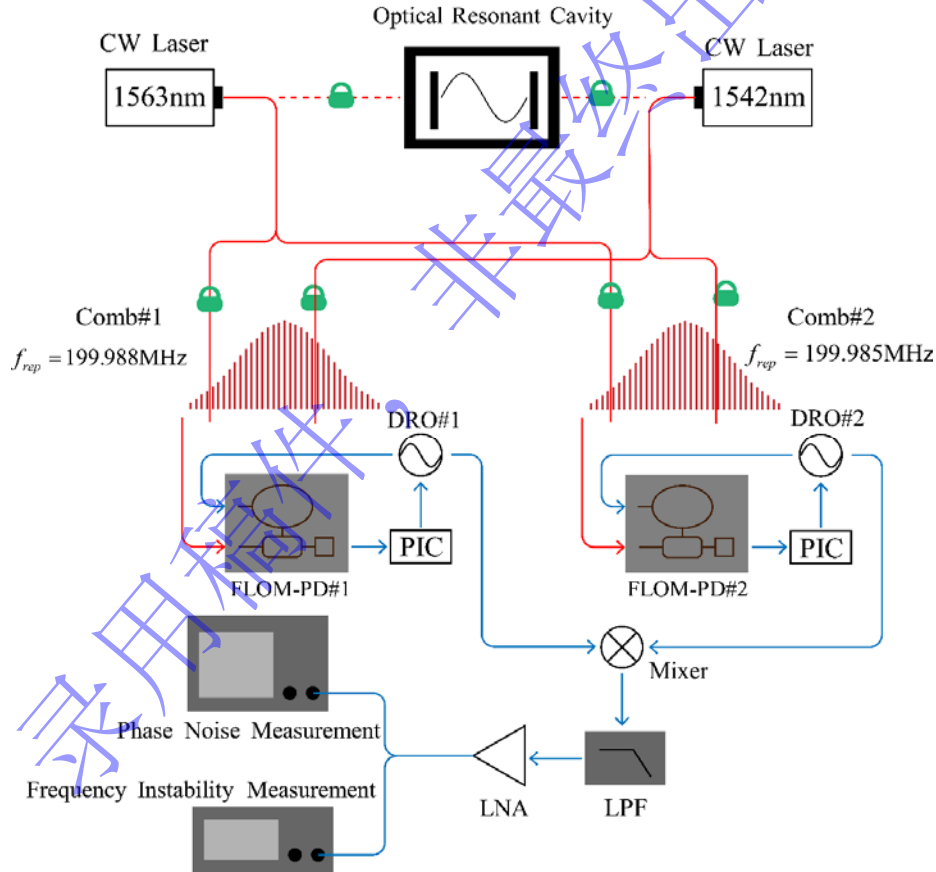 Optical Resonant Cavity
CW Laser
CW Laser
1563nm
1542nm
Comb#1
f_rep = 199.988MHz
Comb#2
f_rep = 199.985MHz
DRO#1
DRO#2
PIC
PIC
FLOM-PD#1
FLOM-PD#2
Mixer
Phase Noise Measurement
Frequency Instability Measurement
LNA
LPF
录用稿件，非最终出